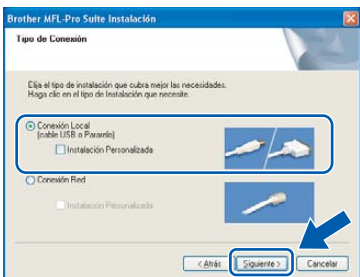 Brother MFL-Pro Suite Instalación
Tipo de Conexión
Elija el tipo de instalación que cubra mejor las necesidades.
Haga clic en el tipo de Instalación que necesite.
Conexión Local
(cable USB o Pararelo)
Instalación Personalizada
Conexión Red
Instalación Personalizada
< Atrás
Siguiente >
Cancelar